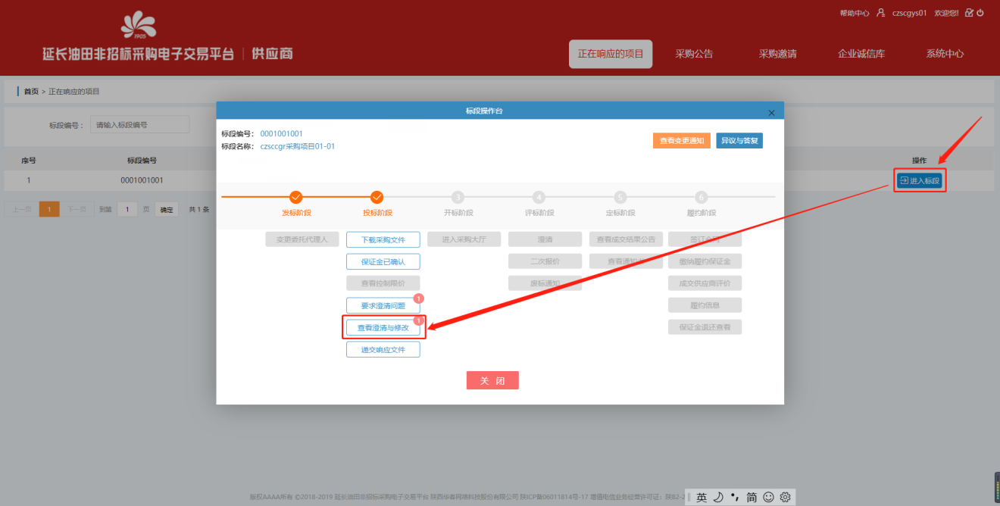 帮助中心 czscgys01 欢迎您!!
1905
延长油田非招标采购电子交易平台 | 供应商
正在响应的项目 采购公告 采购邀请 企业诚信库 系统中心
首页 > 正在响应的项目
标段编号： 请输入标段编号
标段操作台
标段编号： 0001001001
标段名称： czsccgr采购项目01-01
查看变更通知 异议与答复
序号 标段编号 操作
1 0001001001 进入标段
上一页 1 下一页 到第 1 页 确定 共 1 条
3 4 5 6
发标阶段 投标阶段 开标阶段 评标阶段 定标阶段 履约阶段
变更委托代理人 下载采购文件 进入采购大厅 澄清 查看成交结果公告 签订合同
保证金已确认 二次报价 查看通知书 缴纳履约保证金
查看控制限价 废标通知 成交供应商评价
要求澄清问题 1 履约信息
查看澄清与修改 1 保证金退还查看
递交响应文件
关 闭
版权AAAA所有 ©2018-2019 延长油田非招标采购电子交易平台 陕西华春网络科技股份有限公司 陕ICP备06011814号-17 增值电信业务经营许可证：陕B2-2
英 简